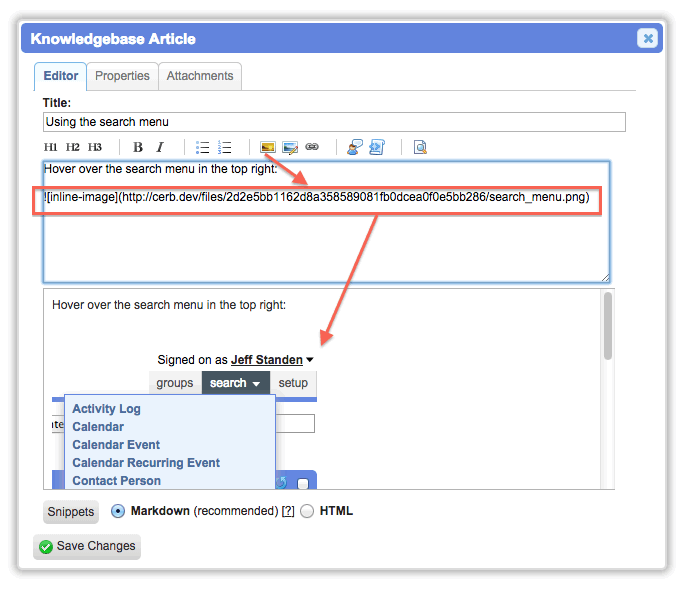 Knowledgebase Article
Editor Properties Attachments
Title:
Using the search menu
H1 H2 H3 B I
Hover over the search menu in the top right:
![inline-image](http://cerb.dev/files/2d2e5bb1162d8a358589081fb0dcea0f0e5bb286/search_menu.png)
Hover over the search menu in the top right:
Signed on as Jeff Standen
groups search setup
Activity Log
Calendar
Calendar Event
Calendar Recurring Event
Contact Person
Snippets Markdown (recommended) [?] HTML
Save Changes